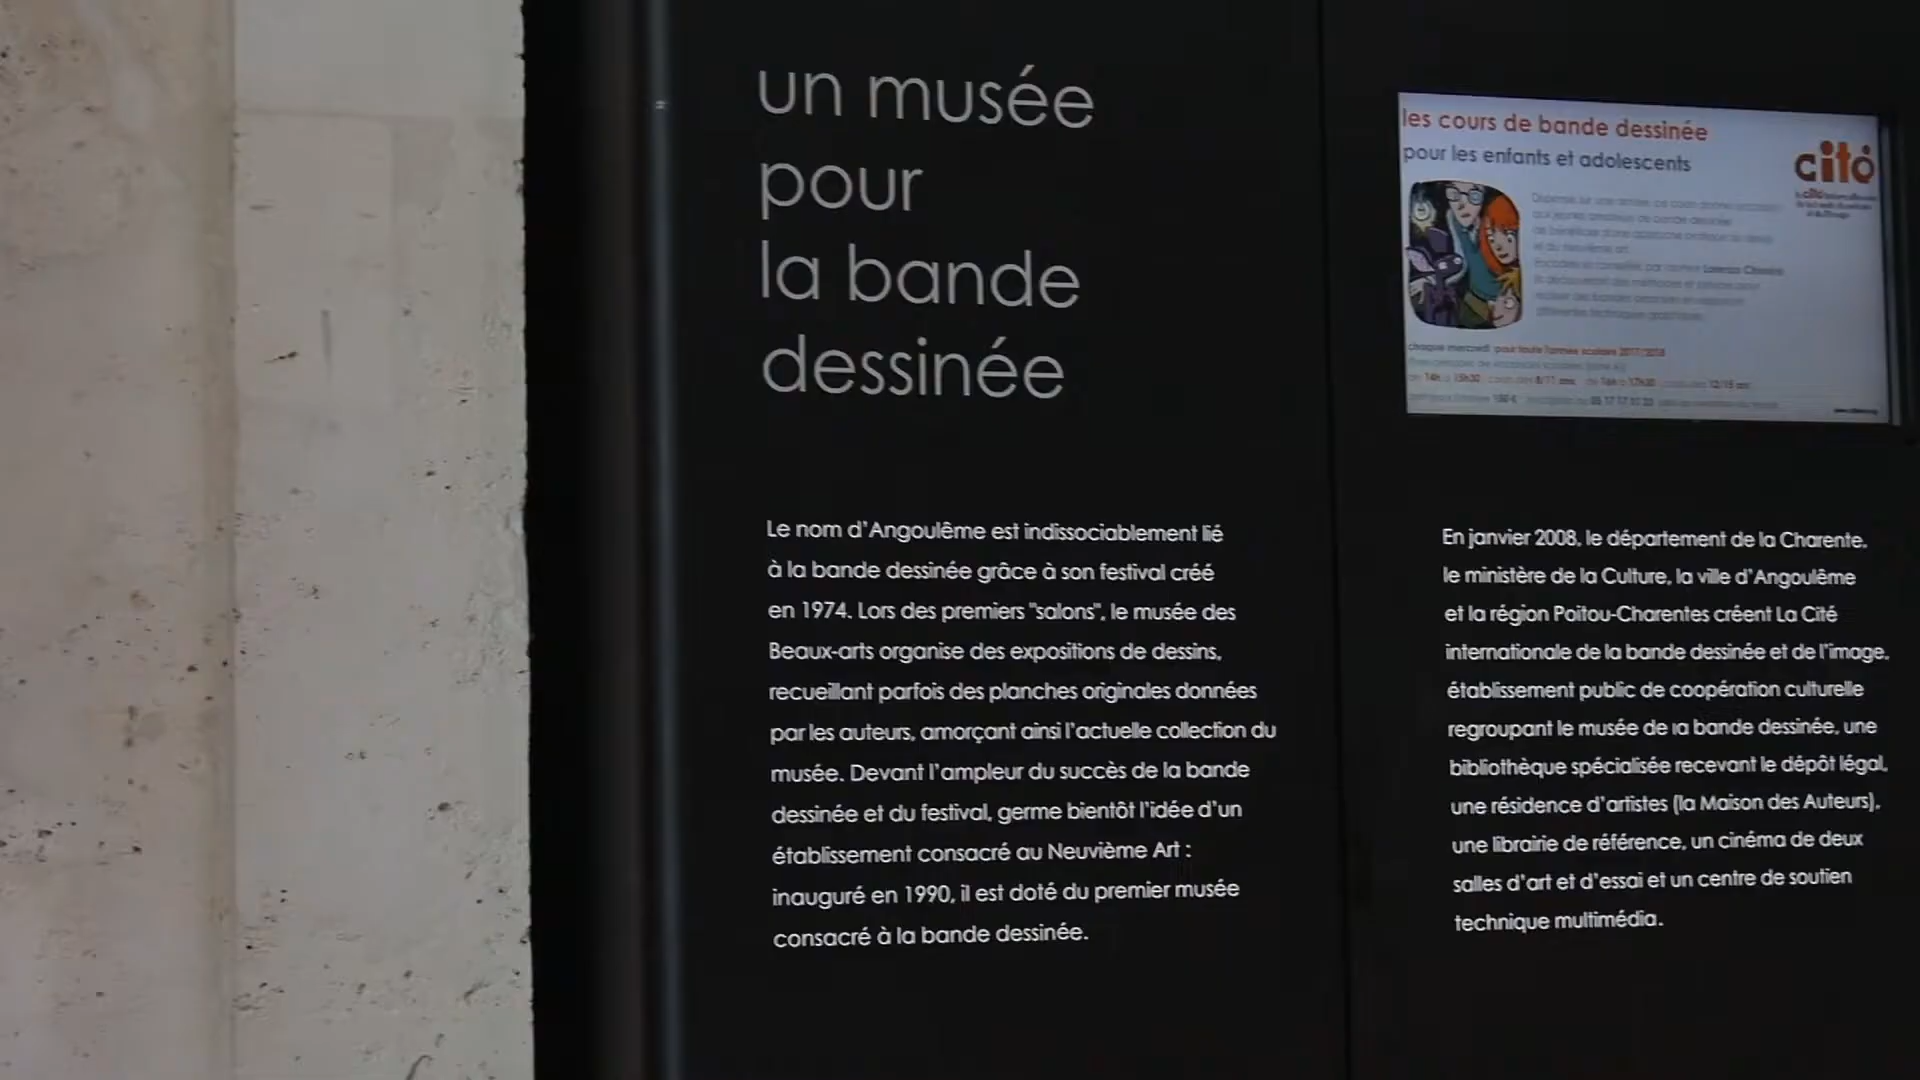 un musée
pour
la bande
dessinée
Le nom d'Angoulême est indissociablement lié
à la bande dessinée grâce à son festival créé
en 1974. Lors des premiers "salons", le musée des
Beaux-arts organise des expositions de dessins,
recueillant parfois des planches originales données
par les auteurs, amorçant ainsi l'actuelle collection du
musée. Devant l'ampleur du succès de la bande
dessinée et du festival, germe bientôt l'idée d'un
établissement consacré au Neuvième Art :
inauguré en 1990, il est doté du premier musée
consacré à la bande dessinée.
les cours de bande dessinée
pour les enfants et adolescents
cité
chaque mercredi pour toute l'année scolaire 2017/2018
En janvier 2008, le département de la Charente,
le ministère de la Culture, la ville d'Angoulême
et la région Poitou-Charentes créent La Cité
internationale de la bande dessinée et de l'image,
établissement public de coopération culturelle
regroupant le musée de la bande dessinée, une
bibliothèque spécialisée recevant le dépôt légal,
une résidence d'artistes (la Maison des Auteurs),
une librairie de référence, un cinéma de deux
salles d'art et d'essai et un centre de soutien
technique multimédia.